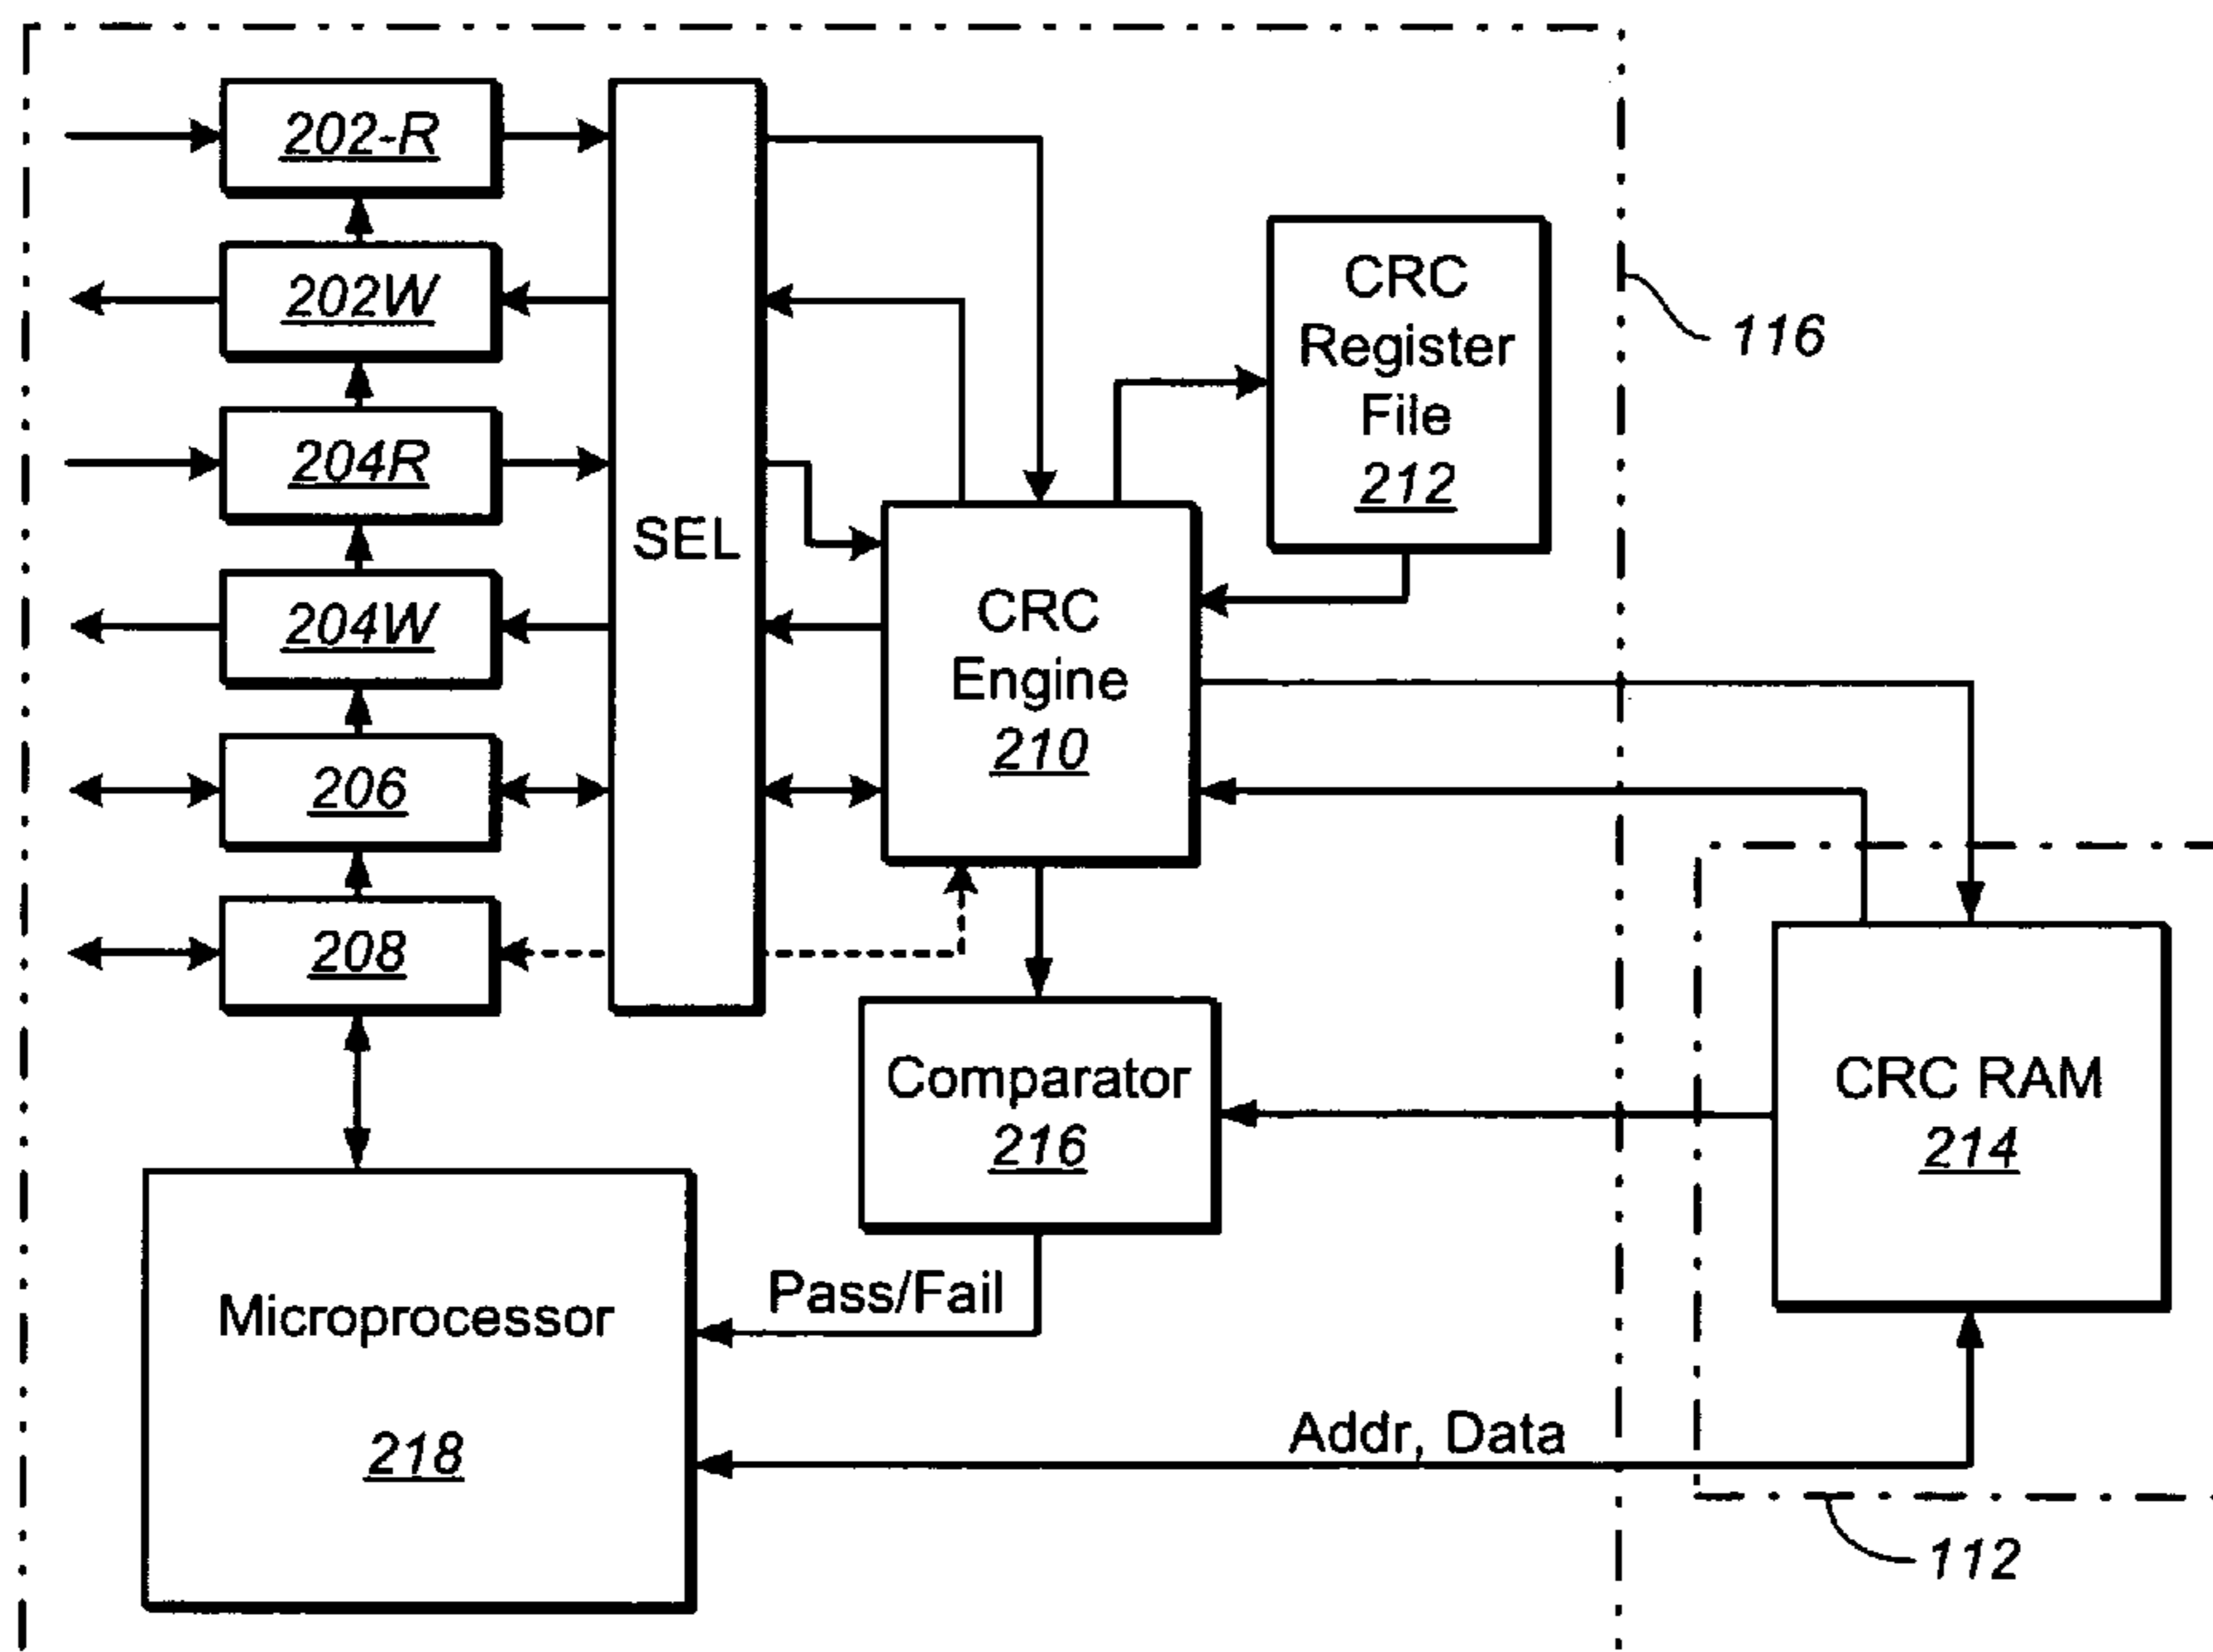 202-R
202W
204R
204W
206
208
SEL
CRC
Engine
210
CRC
Register
File
212
116
Comparator
216
CRC RAM
214
Pass/Fail
Microprocessor
218
Addr, Data
112